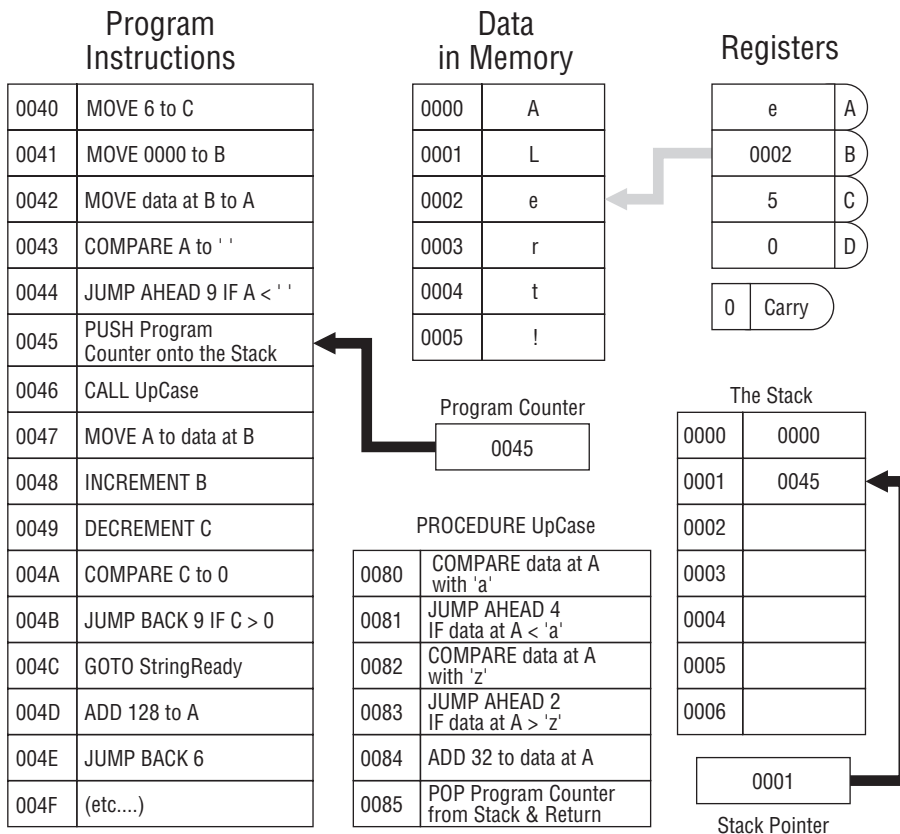 Program
Instructions
0040 MOVE 6 to C
0041 MOVE 0000 to B
0042 MOVE data at B to A
0043 COMPARE A to ' '
0044 JUMP AHEAD 9 IF A < ' '
0045 PUSH Program
Counter onto the Stack
0046 CALL UpCase
0047 MOVE A to data at B
0048 INCREMENT B
0049 DECREMENT C
004A COMPARE C to 0
004B JUMP BACK 9 IF C > 0
004C GOTO StringReady
004D ADD 128 to A
004E JUMP BACK 6
004F (etc....)
Data
in Memory
0000 A
0001 L
0002 e
0003 r
0004 t
0005 !
Program Counter
0045
PROCEDURE UpCase
0080 COMPARE data at A
with 'a'
0081 JUMP AHEAD 4
IF data at A < 'a'
0082 COMPARE data at A
with 'z'
0083 JUMP AHEAD 2
IF data at A > 'z'
0084 ADD 32 to data at A
0085 POP Program Counter
from Stack & Return
Registers
e A
0002 B
5 C
0 D
0 Carry
The Stack
0000 0000
0001 0045
0002
0003
0004
0005
0006
0001
Stack Pointer